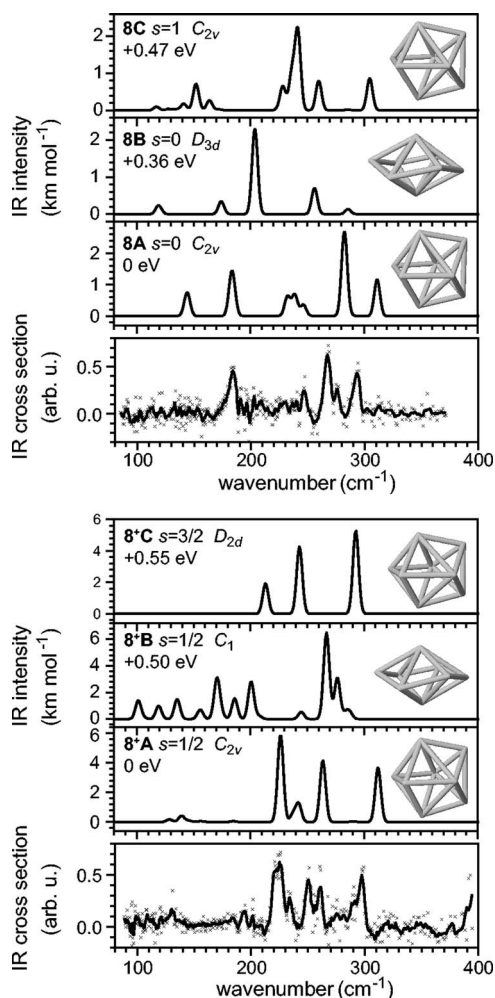 8C s=1 C2v
+0.47 eV
2
1
0
8B s=0 D3d
+0.36 eV
2
1
0
8A s=0 C2v
0 eV
2
1
0
IR intensity
(km mol⁻¹)
0.5
0.0
IR cross section
(arb. u.)
100 200 300 400
wavenumber (cm⁻¹)
8⁺C s=3/2 D2d
+0.55 eV
6
4
2
0
8⁺B s=1/2 C1
+0.50 eV
6
4
2
0
8⁺A s=1/2 C2v
0 eV
6
4
2
0
IR intensity
(km mol⁻¹)
0.5
0.0
IR cross section
(arb. u.)
100 200 300 400
wavenumber (cm⁻¹)